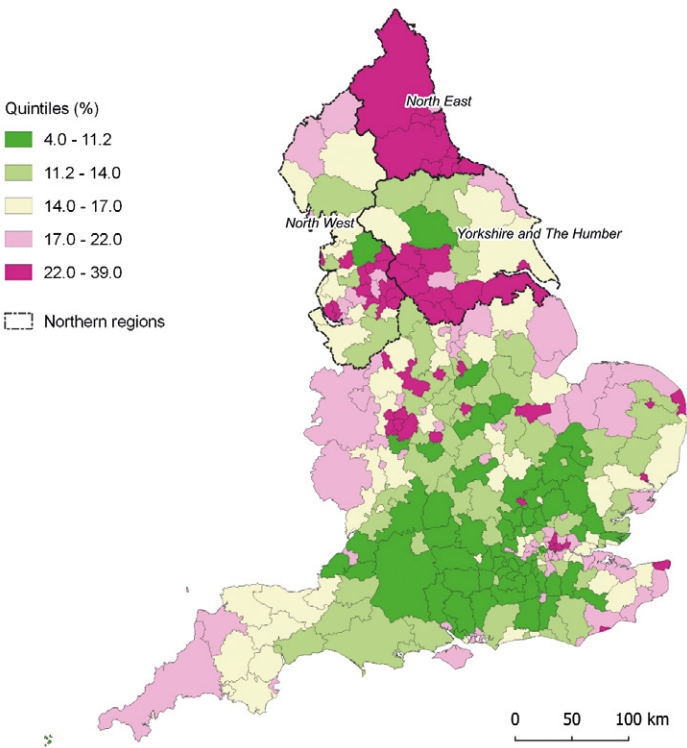 North East
Quintiles (%)
4.0 - 11.2
11.2 - 14.0
14.0 - 17.0
17.0 - 22.0
22.0 - 39.0
Northern regions
North West
Yorkshire and The Humber
0 50 100 km